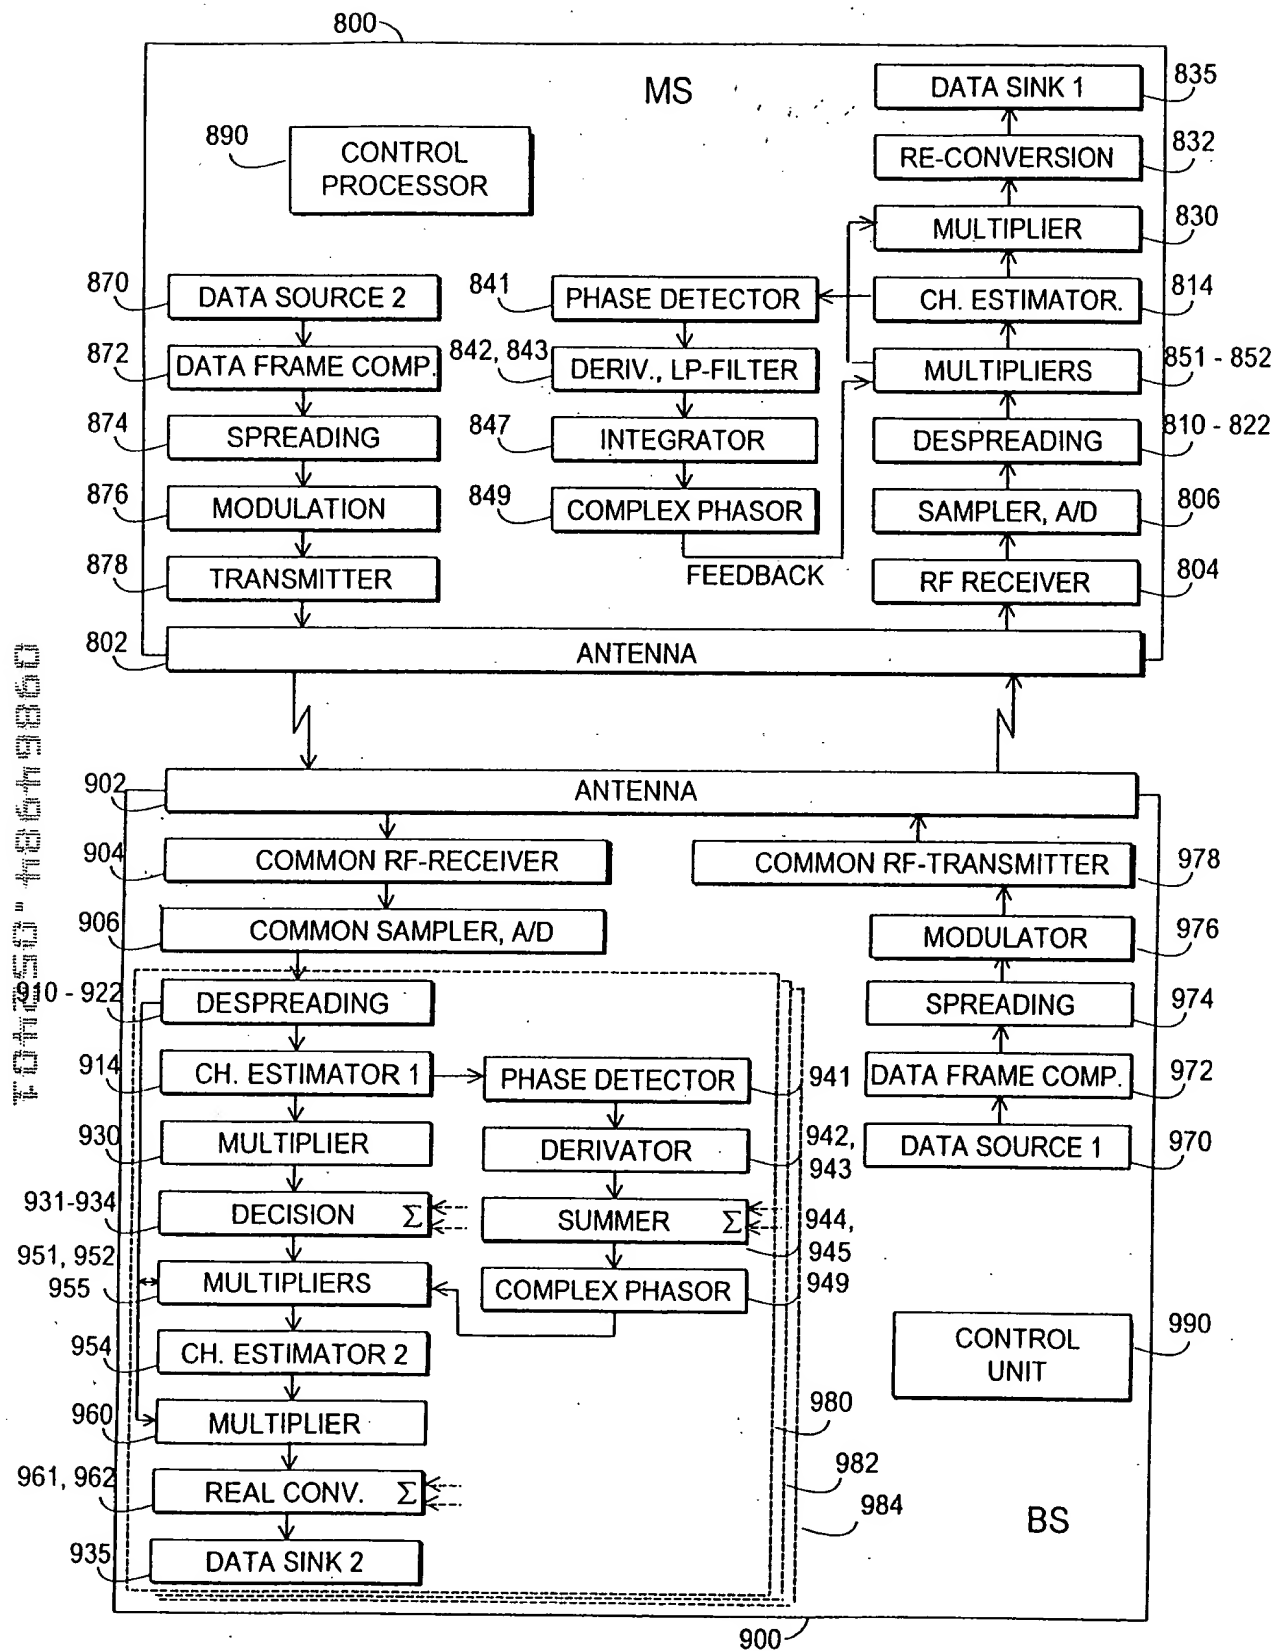 800
MS
DATA SINK 1
835
890
CONTROL
PROCESSOR
RE-CONVERSION
832
MULTIPLIER
830
870
DATA SOURCE 2
841
PHASE DETECTOR
CH. ESTIMATOR.
814
872
DATA FRAME COMP.
842, 843
DERIV., LP-FILTER
MULTIPLIERS
851 - 852
874
SPREADING
847
INTEGRATOR
DESPREADING
810 - 822
876
MODULATION
849
COMPLEX PHASOR
SAMPLER, A/D
806
878
TRANSMITTER
FEEDBACK
RF RECEIVER
804
802
ANTENNA
09865484.052401
902
ANTENNA
904
COMMON RF-RECEIVER
COMMON RF-TRANSMITTER
978
906
COMMON SAMPLER, A/D
MODULATOR
976
910 - 922
DESPREADING
SPREADING
974
914
CH. ESTIMATOR 1
PHASE DETECTOR
941
DATA FRAME COMP.
972
930
MULTIPLIER
DERIVATOR
942,
943
DATA SOURCE 1
970
931-934
DECISION Σ
SUMMER Σ
944,
945
951, 952
955
MULTIPLIERS
COMPLEX PHASOR
949
954
CH. ESTIMATOR 2
CONTROL
UNIT
990
960
MULTIPLIER
980
961, 962
REAL CONV. Σ
982
984
BS
935
DATA SINK 2
900